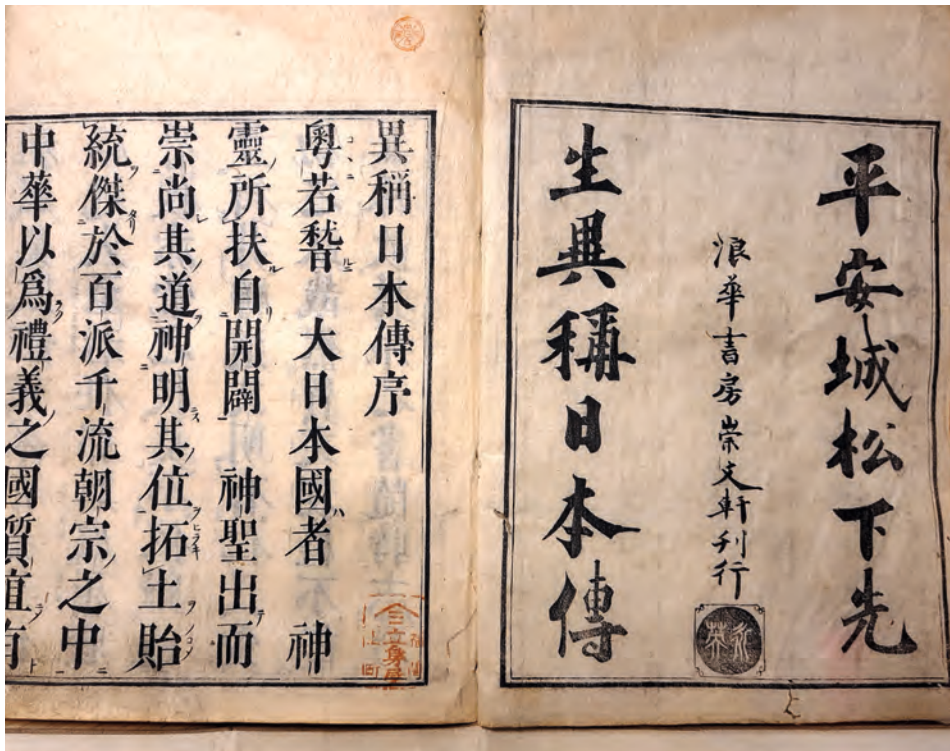 平安城松下先
浪華書房崇文軒刊行
生異稱日本傳
異稱日本傳序
粤若稽大日本國者　神
靈所扶自開闢　神聖出而
崇尚其道神明其位拓土貽
統傑於百派千流朝宗之中
中華以爲禮義之國質直有